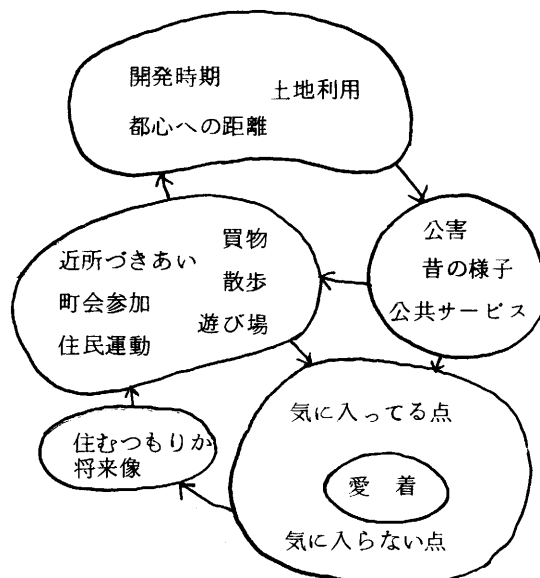 開発時期
土地利用
都心への距離
公害
昔の様子
公共サービス
買物
近所づきあい
散歩
町会参加
遊び場
住民運動
気に入ってる点
愛着
気に入らない点
住むつもりか
将来像